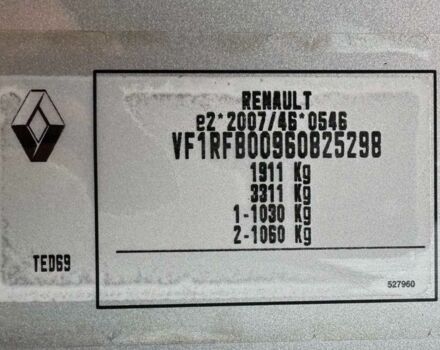 RENAULT
e2*2007/46*0546
VF1RFB00960825298
1911 Kg
3311 Kg
1-1030 Kg
2-1060 Kg
TED69
527960